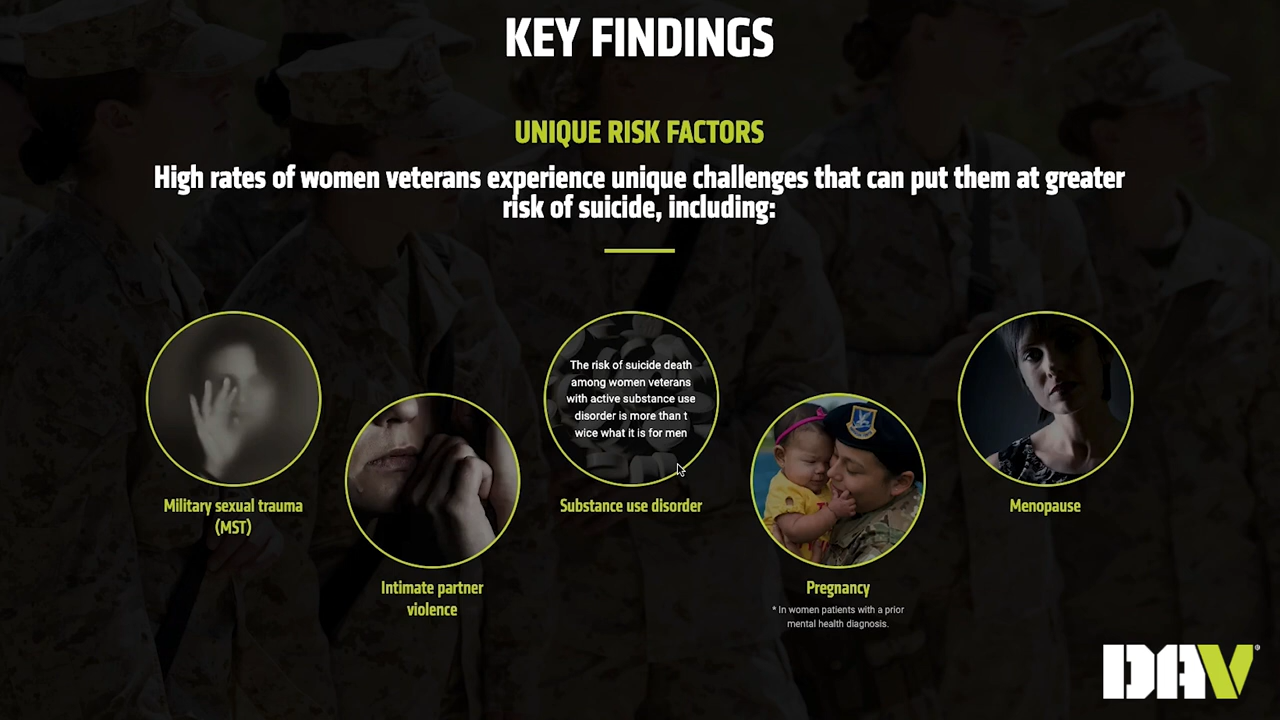 KEY FINDINGS
UNIQUE RISK FACTORS
High rates of women veterans experience unique challenges that can put them at greater
risk of suicide, including:
The risk of suicide death
among women veterans
with active substance use
disorder is more than t
wice what it is for men
Military sexual trauma
(MST)
Intimate partner
violence
Substance use disorder
Pregnancy
* In women patients with a prior
mental health diagnosis.
Menopause
DAV®